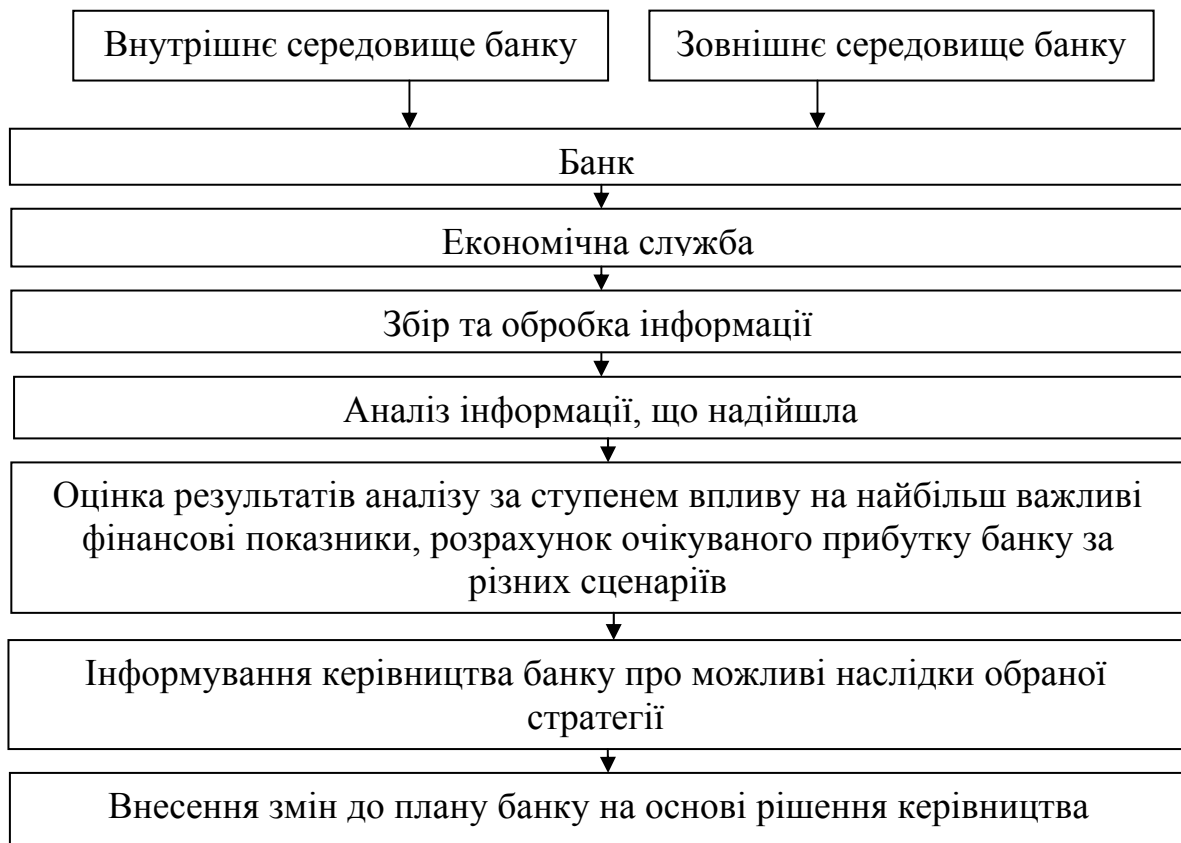 Внутрішнє середовище банку
Зовнішнє середовище банку
Банк
Економічна служба
Збір та обробка інформації
Аналіз інформації, що надійшла
Оцінка результатів аналізу за ступенем впливу на найбільш важливі
фінансові показники, розрахунок очікуваного прибутку банку за
різних сценаріїв
Інформування керівництва банку про можливі наслідки обраної
стратегії
Внесення змін до плану банку на основі рішення керівництва